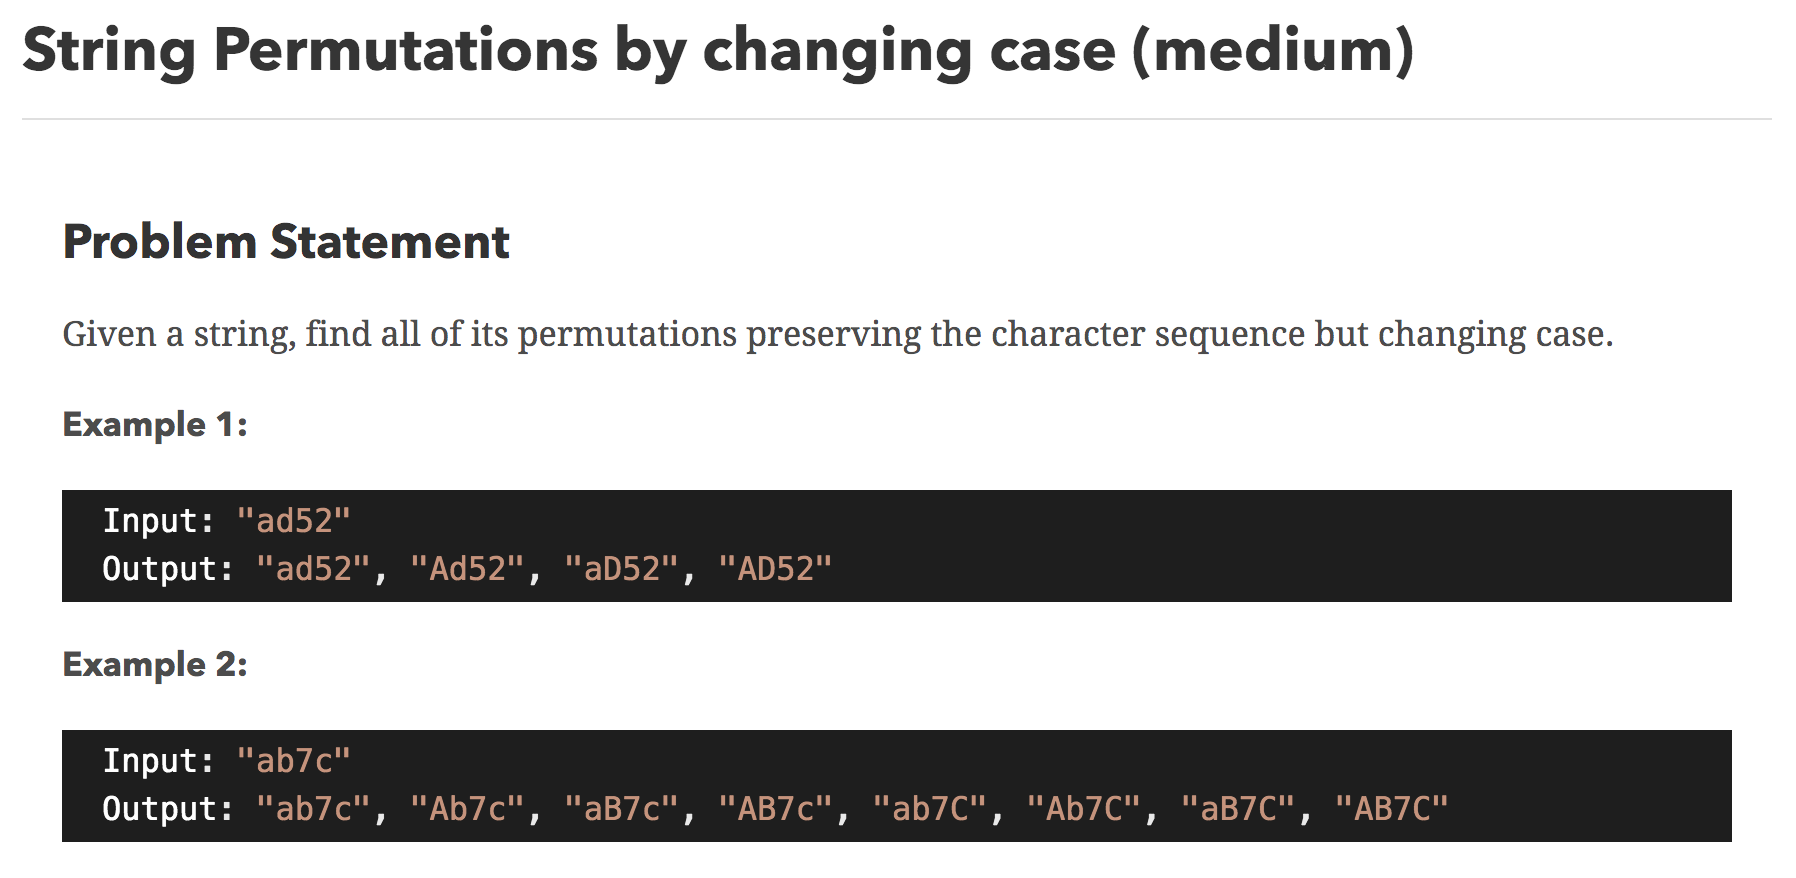 String Permutations by changing case (medium)
Problem Statement
Given a string, find all of its permutations preserving the character sequence but changing case.
Example 1:
Input: "ad52"
Output: "ad52", "Ad52", "aD52", "AD52"
Example 2:
Input: "ab7c"
Output: "ab7c", "Ab7c", "aB7c", "AB7c", "ab7C", "Ab7C", "aB7C", "AB7C"